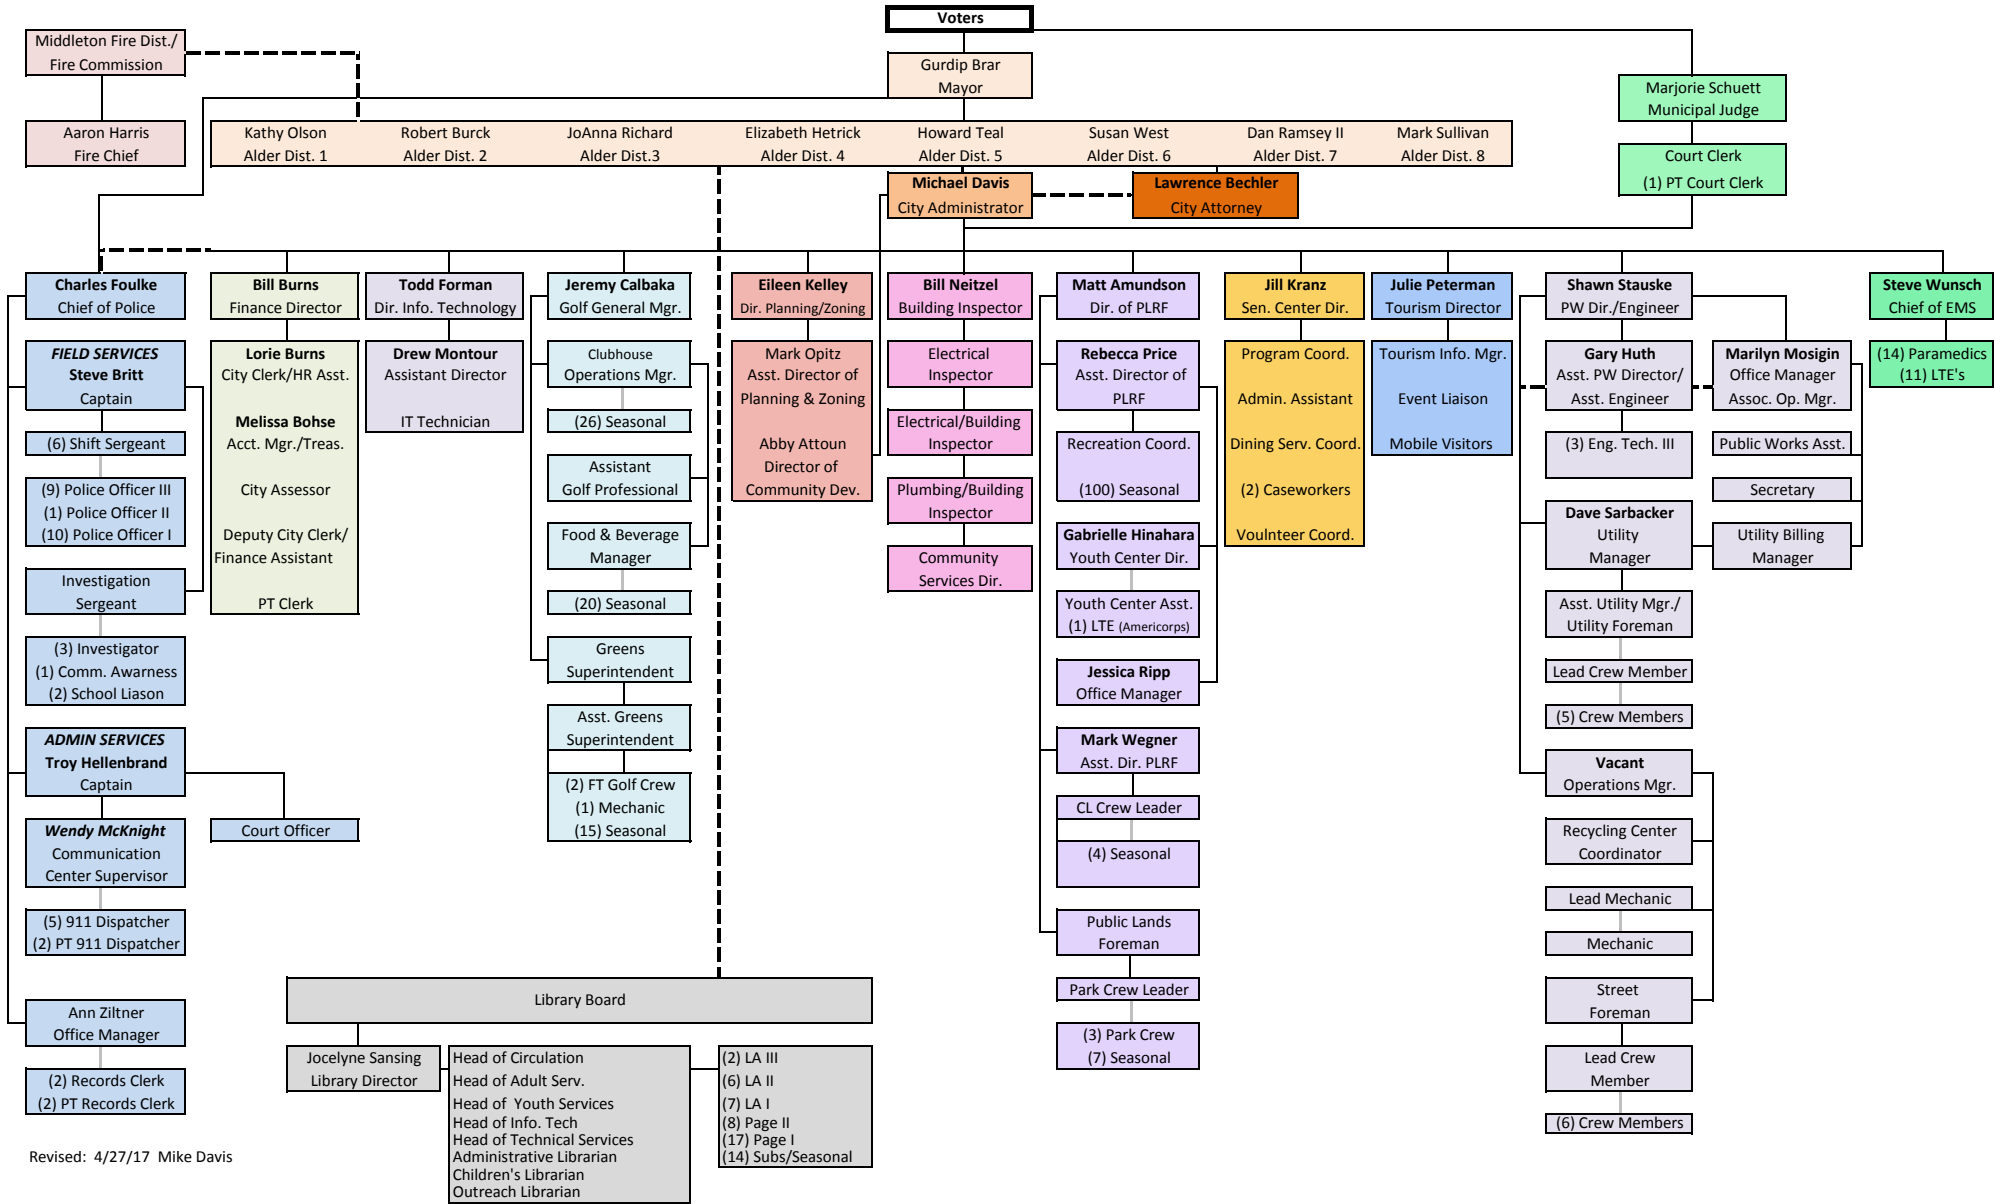 Voters
Middleton Fire Dist./
Fire Commission
Gurdip Brar
Mayor
Marjorie Schuett
Municipal Judge
Aaron Harris
Fire Chief
Kathy Olson
Alder Dist. 1
Robert Burck
Alder Dist. 2
JoAnna Richard
Alder Dist.3
Elizabeth Hetrick
Alder Dist. 4
Howard Teal
Alder Dist. 5
Susan West
Alder Dist. 6
Dan Ramsey II
Alder Dist. 7
Mark Sullivan
Alder Dist. 8
Court Clerk
(1) PT Court Clerk
Michael Davis
City Administrator
Lawrence Bechler
City Attorney
Charles Foulke
Chief of Police
FIELD SERVICES
Steve Britt
Captain
(6) Shift Sergeant
(9) Police Officer III
(1) Police Officer II
(10) Police Officer I
Investigation
Sergeant
(3) Investigator
(1) Comm. Awarness
(2) School Liason
ADMIN SERVICES
Troy Hellenbrand
Captain
Court Officer
Wendy McKnight
Communication
Center Supervisor
(5) 911 Dispatcher
(2) PT 911 Dispatcher
Ann Ziltner
Office Manager
(2) Records Clerk
(2) PT Records Clerk
Bill Burns
Finance Director
Lorie Burns
City Clerk/HR Asst.
Melissa Bohse
Acct. Mgr./Treas.
City Assessor
Deputy City Clerk/
Finance Assistant
PT Clerk
Todd Forman
Dir. Info. Technology
Drew Montour
Assistant Director
IT Technician
Jeremy Calbaka
Golf General Mgr.
Clubhouse
Operations Mgr.
(26) Seasonal
Assistant
Golf Professional
Food & Beverage
Manager
(20) Seasonal
Greens
Superintendent
Asst. Greens
Superintendent
(2) FT Golf Crew
(1) Mechanic
(15) Seasonal
Eileen Kelley
Dir. Planning/Zoning
Mark Opitz
Asst. Director of
Planning & Zoning
Abby Attoun
Director of
Community Dev.
Bill Neitzel
Building Inspector
Electrical
Inspector
Electrical/Building
Inspector
Plumbing/Building
Inspector
Community
Services Dir.
Matt Amundson
Dir. of PLRF
Rebecca Price
Asst. Director of
PLRF
Recreation Coord.
(100) Seasonal
Gabrielle Hinahara
Youth Center Dir.
Youth Center Asst.
(1) LTE (Americorps)
Jessica Ripp
Office Manager
Mark Wegner
Asst. Dir. PLRF
CL Crew Leader
(4) Seasonal
Public Lands
Foreman
Park Crew Leader
(3) Park Crew
(7) Seasonal
Jill Kranz
Sen. Center Dir.
Program Coord.
Admin. Assistant
Dining Serv. Coord.
(2) Caseworkers
Voulnteer Coord.
Julie Peterman
Tourism Director
Tourism Info. Mgr.
Event Liaison
Mobile Visitors
Shawn Stauske
PW Dir./Engineer
Gary Huth
Asst. PW Director/
Asst. Engineer
(3) Eng. Tech. III
Dave Sarbacker
Utility
Manager
Asst. Utility Mgr./
Utility Foreman
Lead Crew Member
(5) Crew Members
Vacant
Operations Mgr.
Recycling Center
Coordinator
Lead Mechanic
Mechanic
Street
Foreman
Lead Crew
Member
(6) Crew Members
Marilyn Mosigin
Office Manager
Assoc. Op. Mgr.
Public Works Asst.
Secretary
Utility Billing
Manager
Steve Wunsch
Chief of EMS
(14) Paramedics
(11) LTE's
Library Board
Jocelyne Sansing
Library Director
Head of Circulation
Head of Adult Serv.
Head of Youth Services
Head of Info. Tech
Head of Technical Services
Administrative Librarian
Children's Librarian
Outreach Librarian
(2) LA III
(6) LA II
(7) LA I
(8) Page II
(17) Page I
(14) Subs/Seasonal
Revised: 4/27/17 Mike Davis